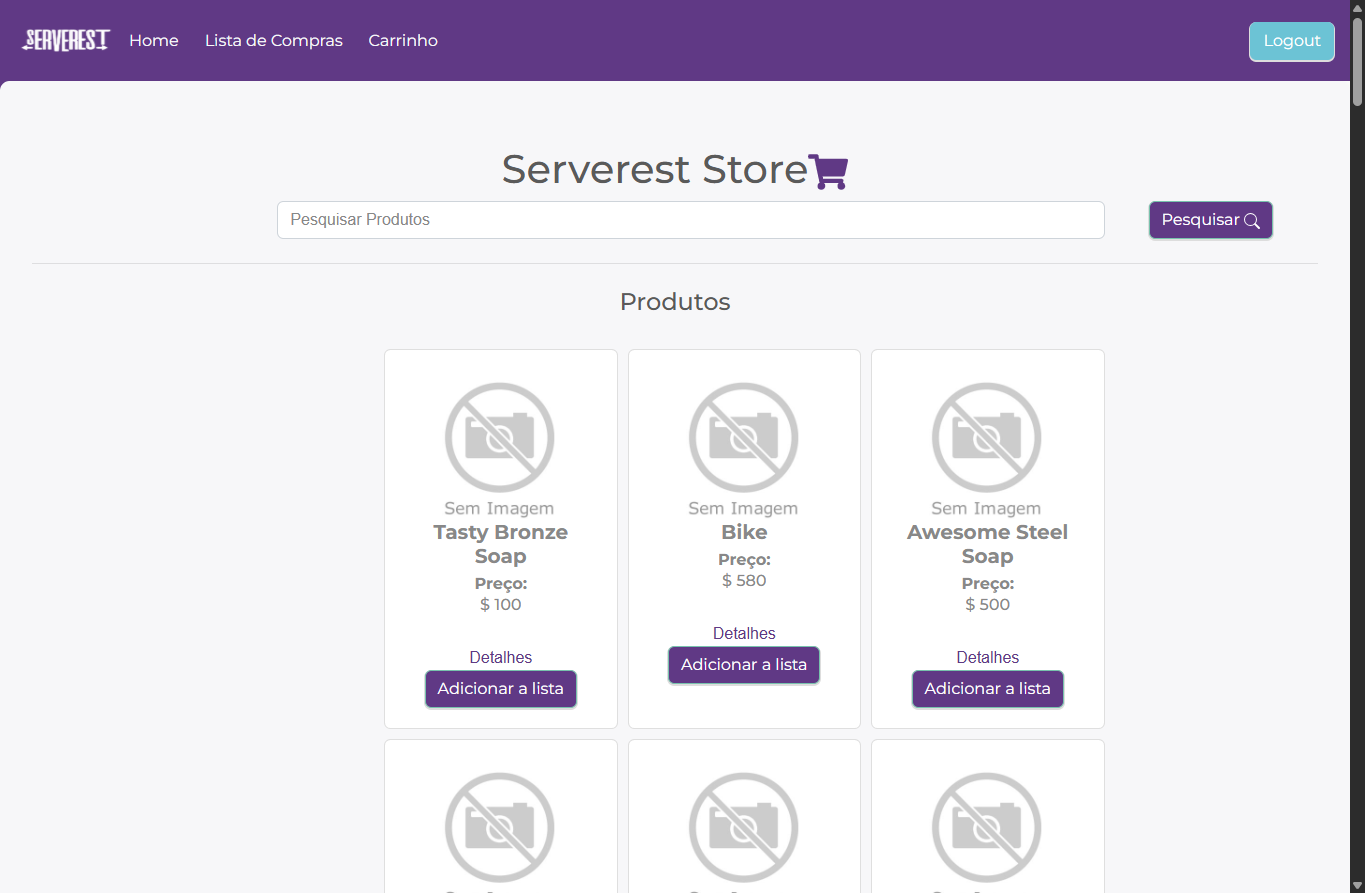 SERVEREST Home Lista de Compras Carrinho Logout
Serverest Store
Pesquisar Produtos Pesquisar
Produtos
Sem Imagem
Tasty Bronze
Soap
Preço:
$ 100
Detalhes
Adicionar a lista
Sem Imagem
Bike
Preço:
$ 580
Detalhes
Adicionar a lista
Sem Imagem
Awesome Steel
Soap
Preço:
$ 500
Detalhes
Adicionar a lista